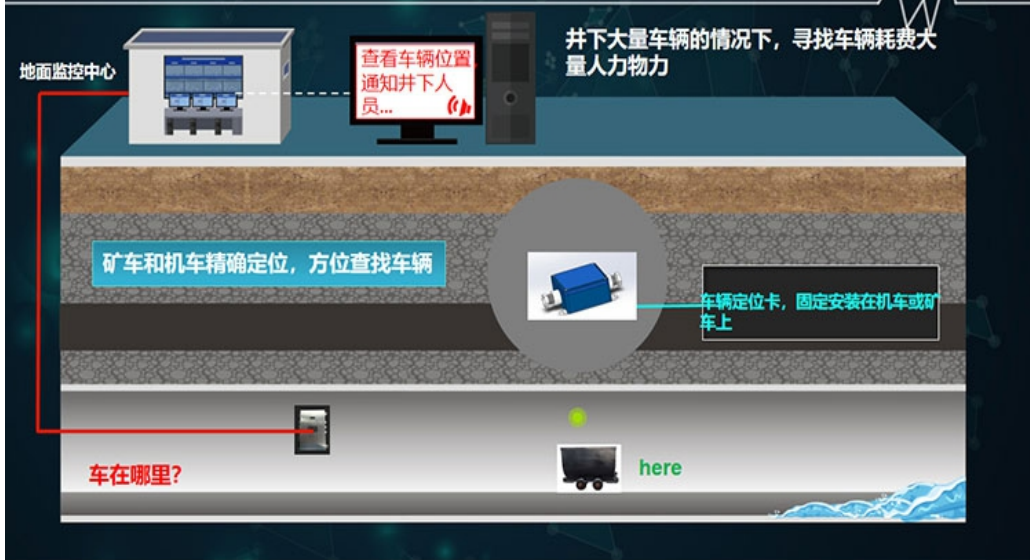 井下大量车辆的情况下，寻找车辆耗费大
量人力物力
地面监控中心
查看车辆位置
通知井下人
员...
矿车和机车精确定位，方位查找车辆
车辆定位卡，固定安装在机车或矿
车上
车在哪里？
here